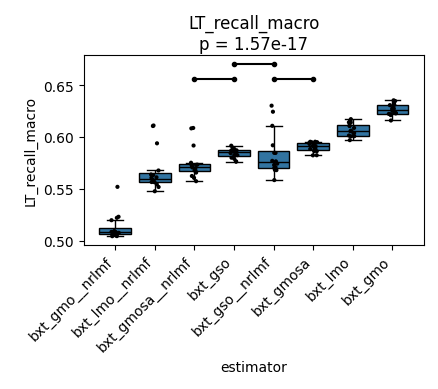 LT_recall_macro
p = 1.57e-17
LT_recall_macro
0.65
0.60
0.55
0.50
bxt_gmo__nrlmf
bxt_lmo__nrlmf
bxt_gmosa__nrlmf
bxt_gso
bxt_gso__nrlmf
bxt_gmosa
bxt_lmo
bxt_gmo
estimator